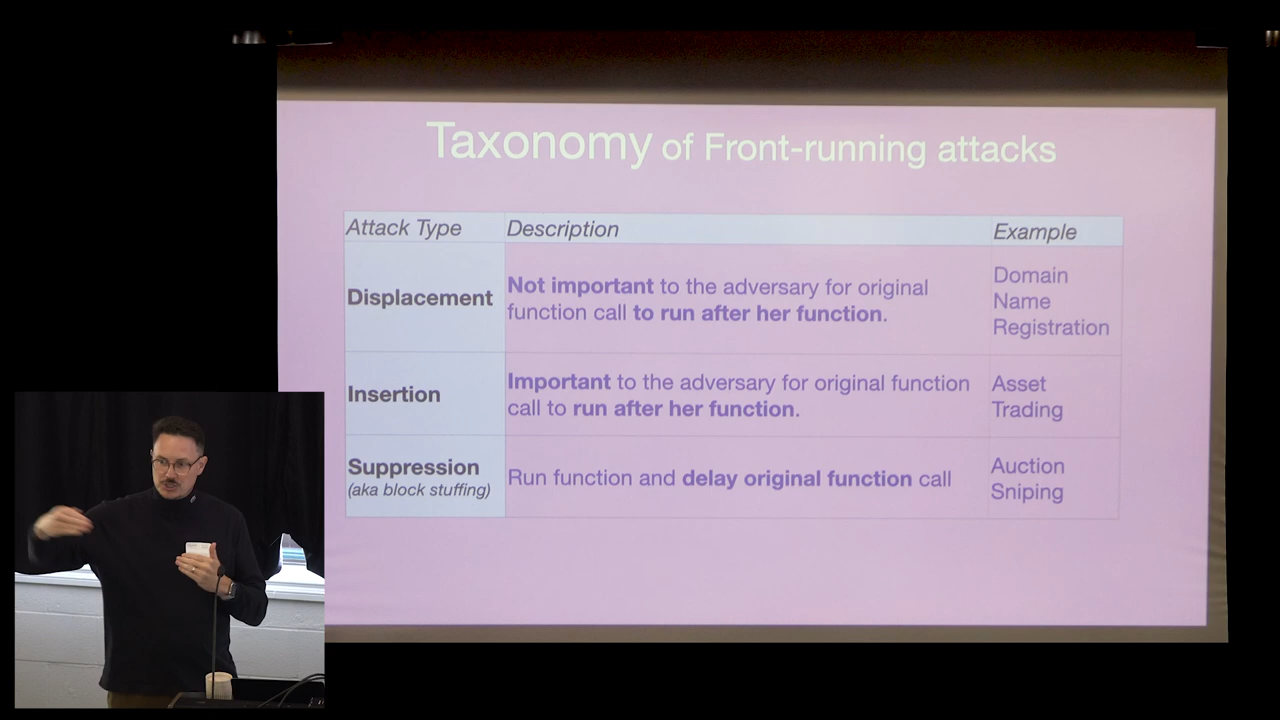 Taxonomy of Front-running attacks
Attack Type Description Example
Displacement
Not important to the adversary for original
function call to run after her function.
Domain
Name
Registration
Insertion
Important to the adversary for original function
call to run after her function.
Asset
Trading
Suppression
(aka block stuffing)
Run function and delay original function call
Auction
Sniping